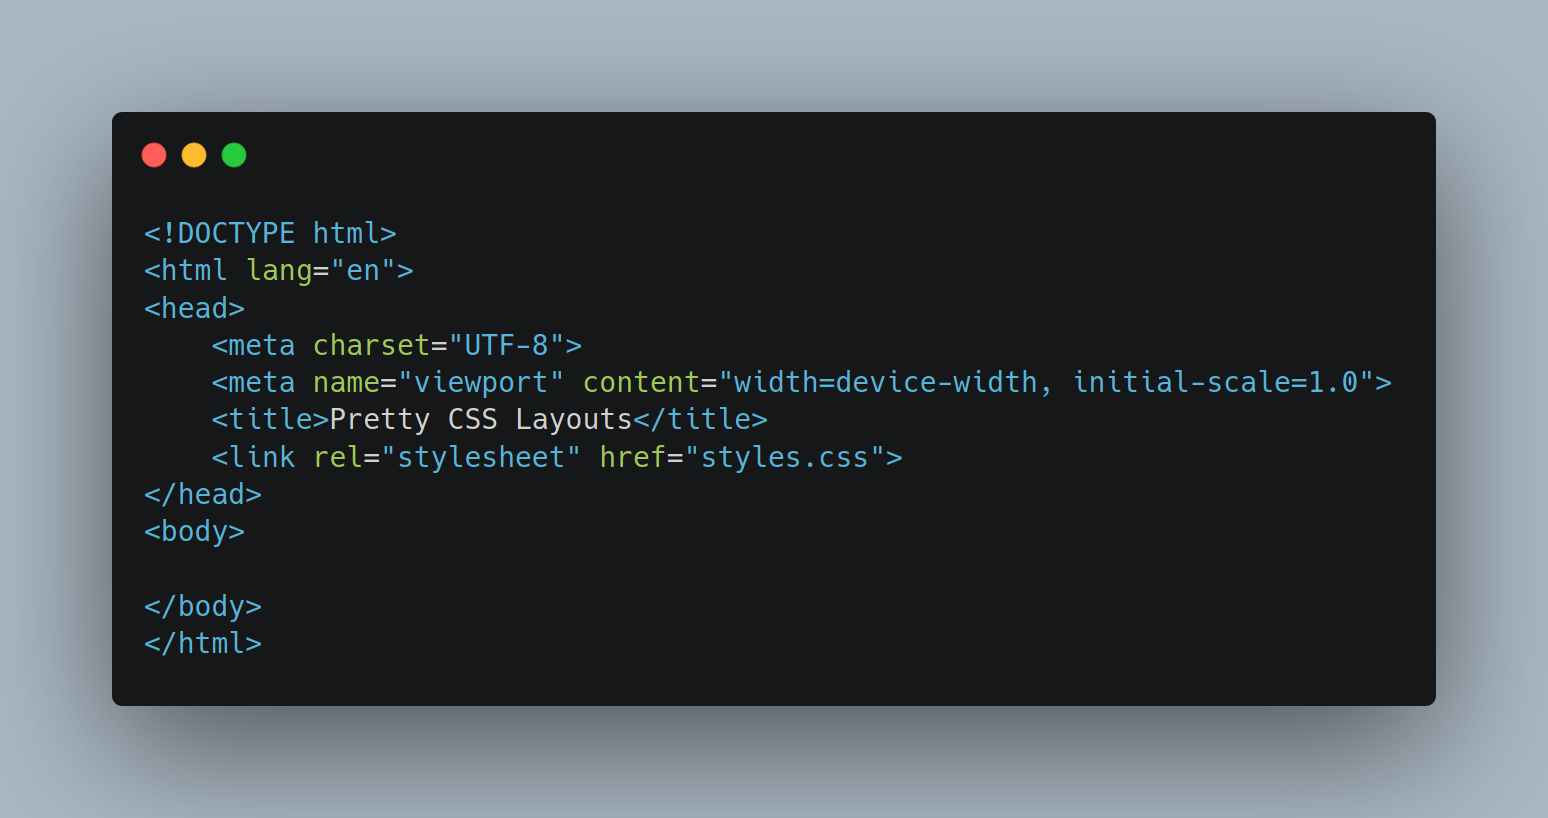 <!DOCTYPE html>
<html lang="en">
<head>
    <meta charset="UTF-8">
    <meta name="viewport" content="width=device-width, initial-scale=1.0">
    <title>Pretty CSS Layouts</title>
    <link rel="stylesheet" href="styles.css">
</head>
<body>

</body>
</html>